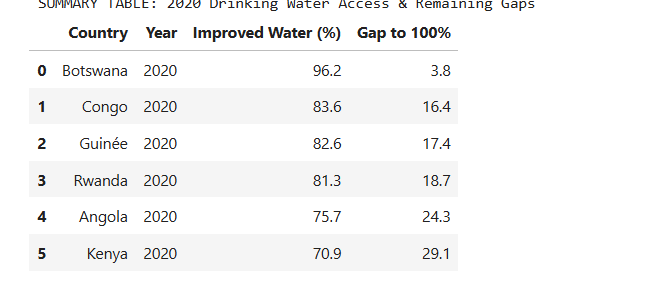 SUMMARY TABLE: 2020 Drinking Water Access & Remaining Gaps
Country Year Improved Water (%) Gap to 100%
0 Botswana 2020 96.2 3.8
1 Congo 2020 83.6 16.4
2 Guinée 2020 82.6 17.4
3 Rwanda 2020 81.3 18.7
4 Angola 2020 75.7 24.3
5 Kenya 2020 70.9 29.1